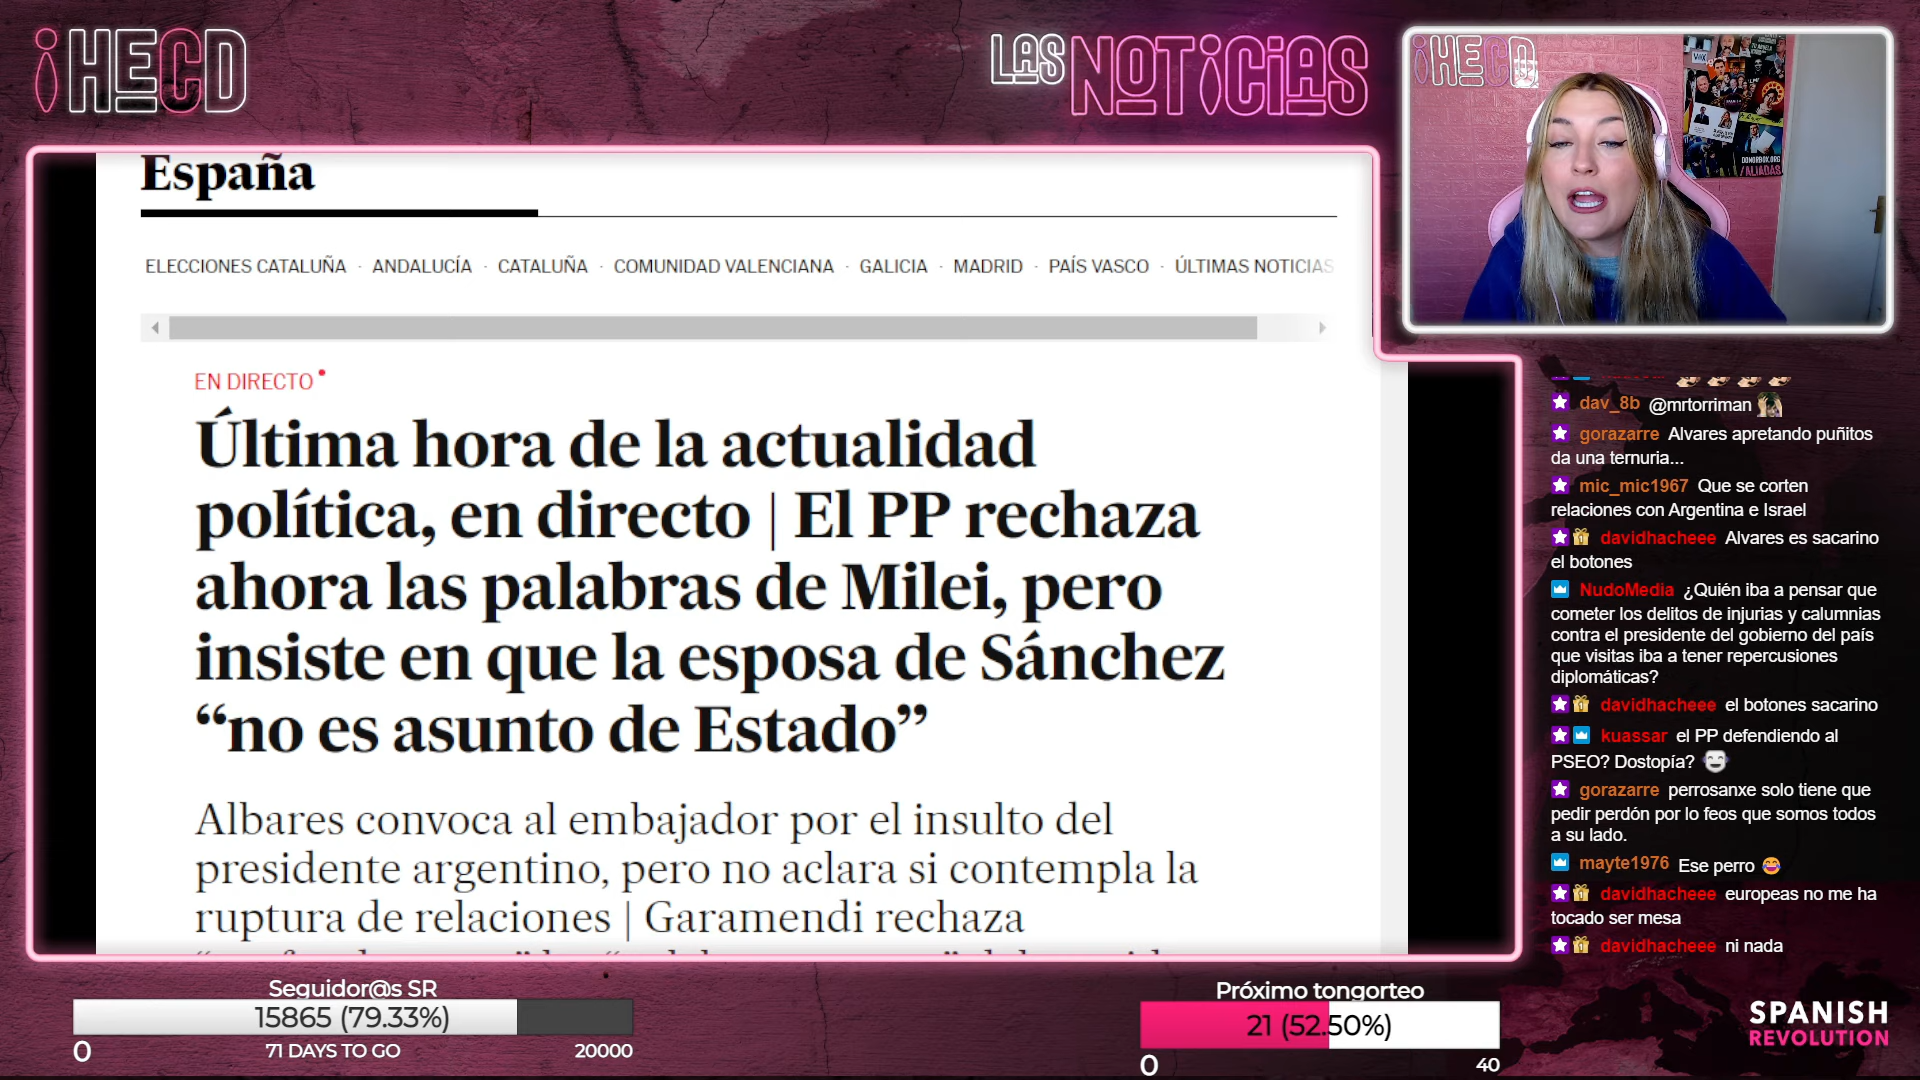 ¡HECD
LAS NOTICIAS
¡HECD
DONORBOX.ORG
/ALIADAS
España
ELECCIONES CATALUÑA · ANDALUCÍA · CATALUÑA · COMUNIDAD VALENCIANA · GALICIA · MADRID · PAÍS VASCO · ÚLTIMAS NOTICIAS
EN DIRECTO
Última hora de la actualidad
política, en directo | El PP rechaza
ahora las palabras de Milei, pero
insiste en que la esposa de Sánchez
“no es asunto de Estado”
Albares convoca al embajador por el insulto del
presidente argentino, pero no aclara si contempla la
ruptura de relaciones | Garamendi rechaza
dav_8b @mrtorriman
gorazarre Alvares apretando puñitos
da una ternuria...
mic_mic1967 Que se corten
relaciones con Argentina e Israel
davidhacheee Alvares es sacarino
el botones
NudoMedia ¿Quién iba a pensar que
cometer los delitos de injurias y calumnias
contra el presidente del gobierno del país
que visitas iba a tener repercusiones
diplomáticas?
davidhacheee el botones sacarino
kuassar el PP defendiendo al
PSEO? Dostopía?
gorazarre perrosanxe solo tiene que
pedir perdón por lo feos que somos todos
a su lado.
mayte1976 Ese perro
davidhacheee europeas no me ha
tocado ser mesa
davidhacheee ni nada
Seguidor@s SR
15865 (79.33%)
0 71 DAYS TO GO 20000
Próximo tongorteo
21 (52.50%)
0 40
SPANISH
REVOLUTION